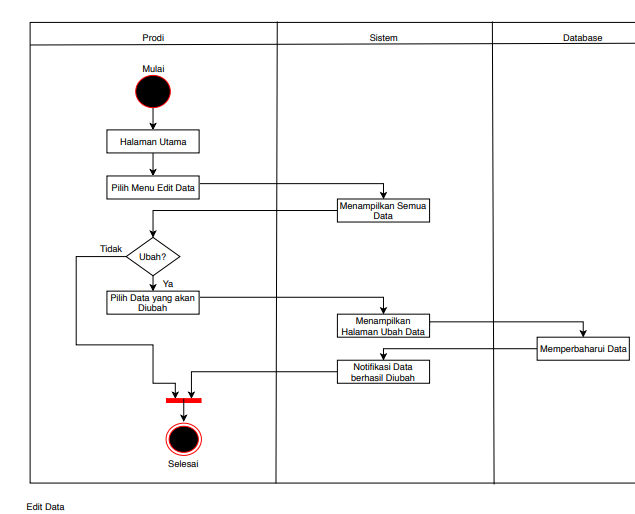 Prodi
Sistem
Database
Mulai
Halaman Utama
Pilih Menu Edit Data
Menampilkan Semua
Data
Tidak
Ubah?
Ya
Pilih Data yang akan
Diubah
Menampilkan
Halaman Ubah Data
Memperbaharui Data
Notifikasi Data
berhasil Diubah
Selesai
Edit Data